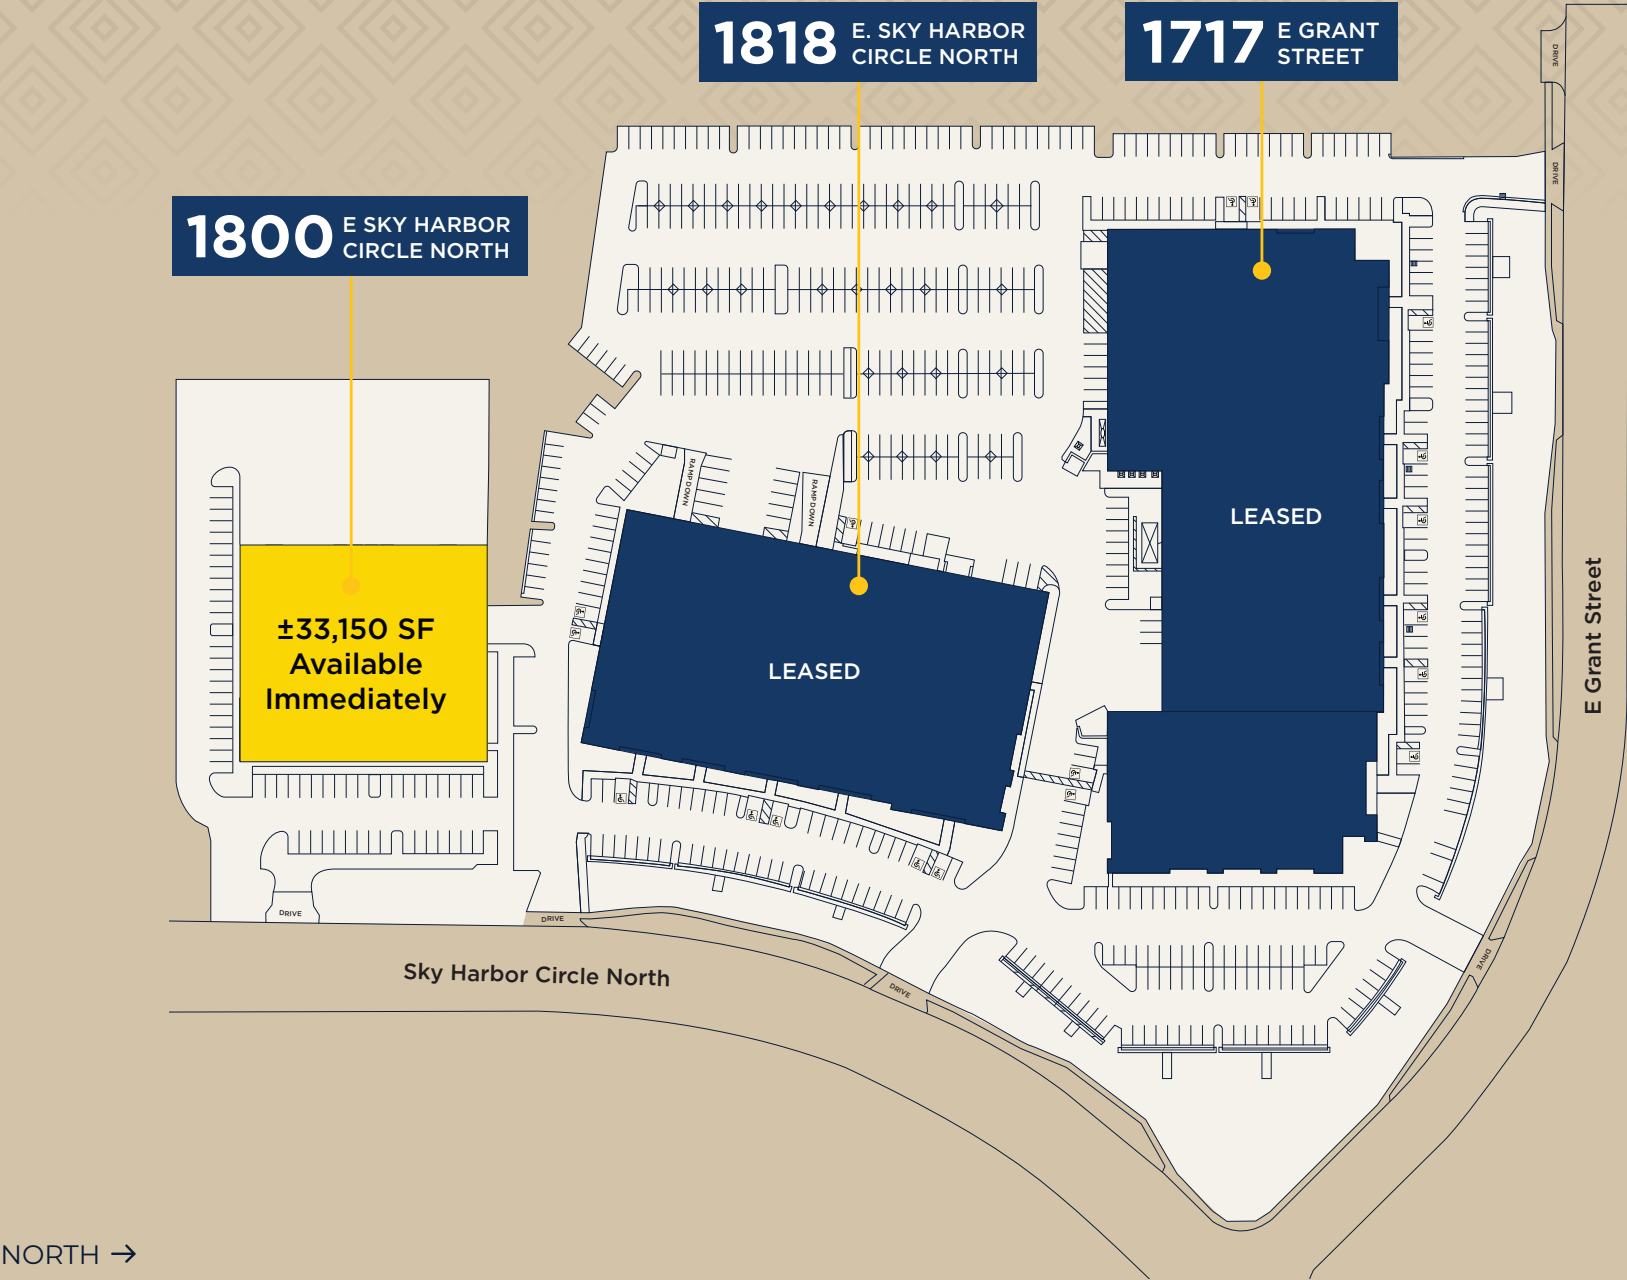 1818 E. SKY HARBOR
CIRCLE NORTH
1717 E GRANT
STREET
DRIVE
DRIVE
1800 E SKY HARBOR
CIRCLE NORTH
RAMP DOWN
RAMP DOWN
LEASED
±33,150 SF
Available
Immediately
LEASED
E Grant Street
DRIVE
DRIVE
DRIVE
DRIVE
Sky Harbor Circle North
NORTH →